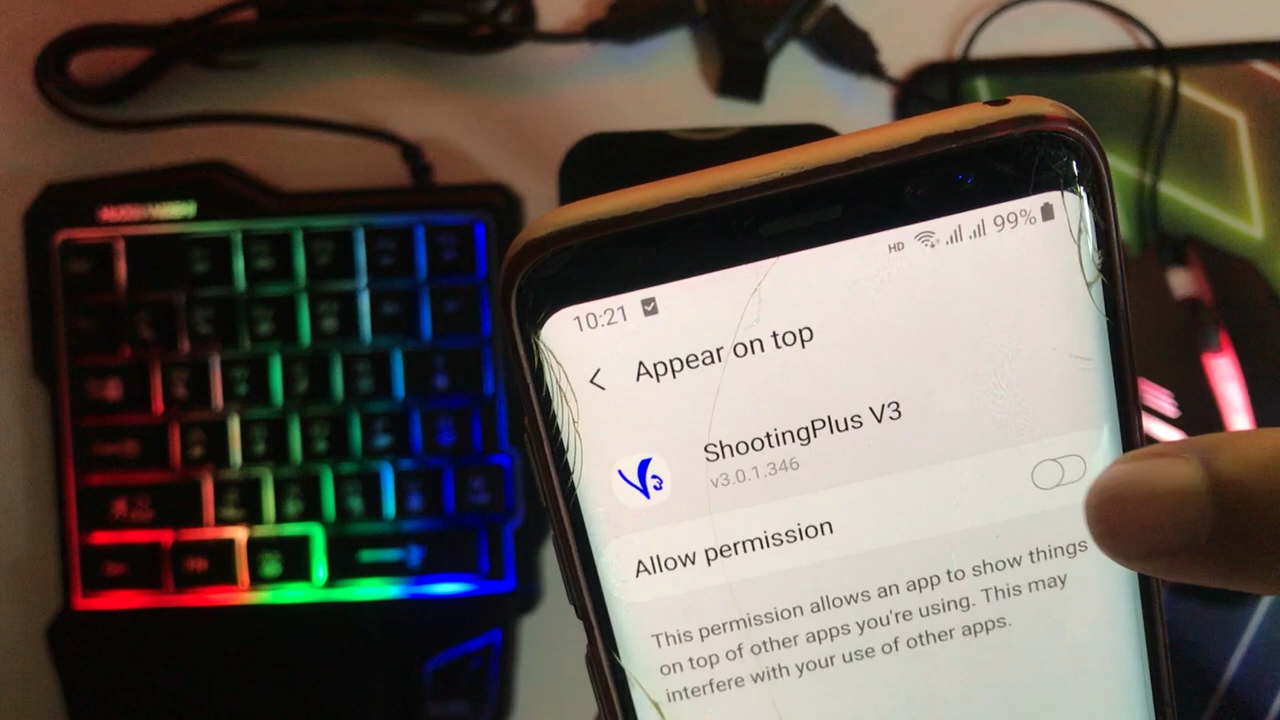 10:21
HD 99%
Appear on top
ShootingPlus V3
V3
v3.0.1.346
Allow permission
This permission allows an app to show things
on top of other apps you're using. This may
interfere with your use of other apps.